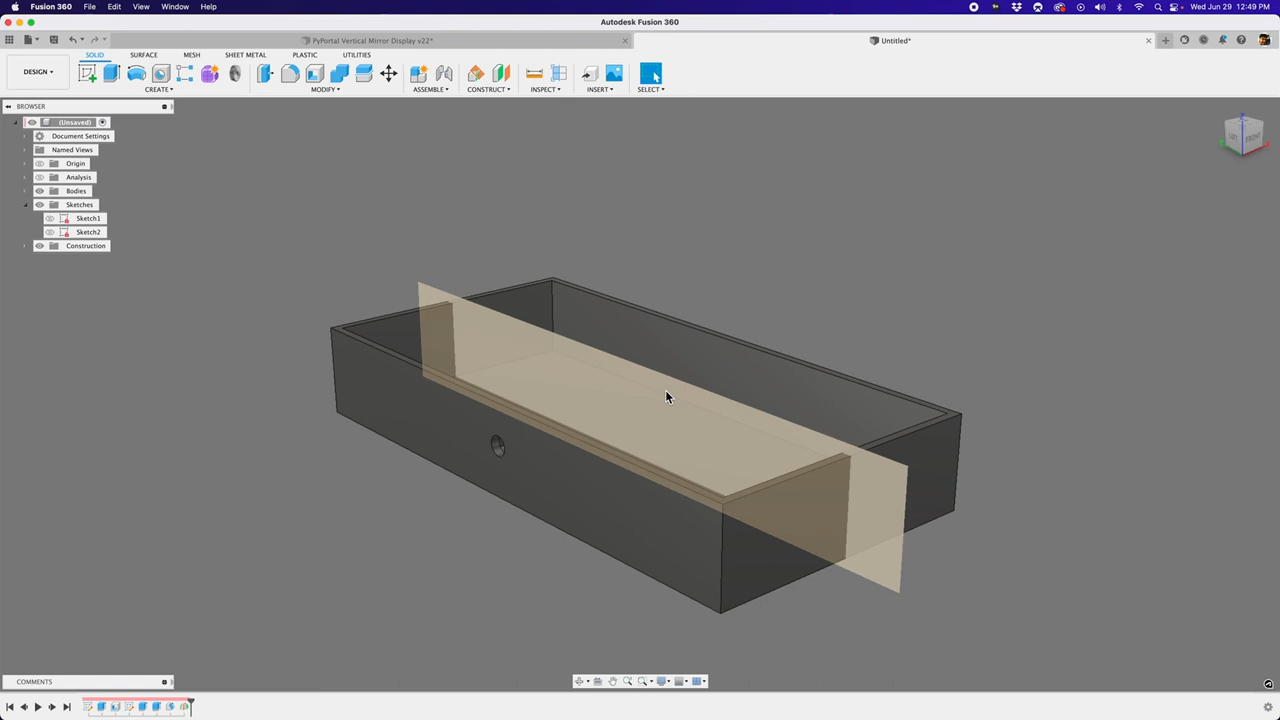 Fusion 360 File Edit View Window Help Wed Jun 29 12:49 PM
Autodesk Fusion 360
PyPortal Vertical Mirror Display v22* Untitled*
SOLID SURFACE MESH SHEET METAL PLASTIC UTILITIES
DESIGN
CREATE MODIFY ASSEMBLE CONSTRUCT INSPECT INSERT SELECT
BROWSER
(Unsaved)
Document Settings
Named Views
Origin
Analysis
Bodies
Sketches
Sketch1
Sketch2
Construction
FRONT
COMMENTS